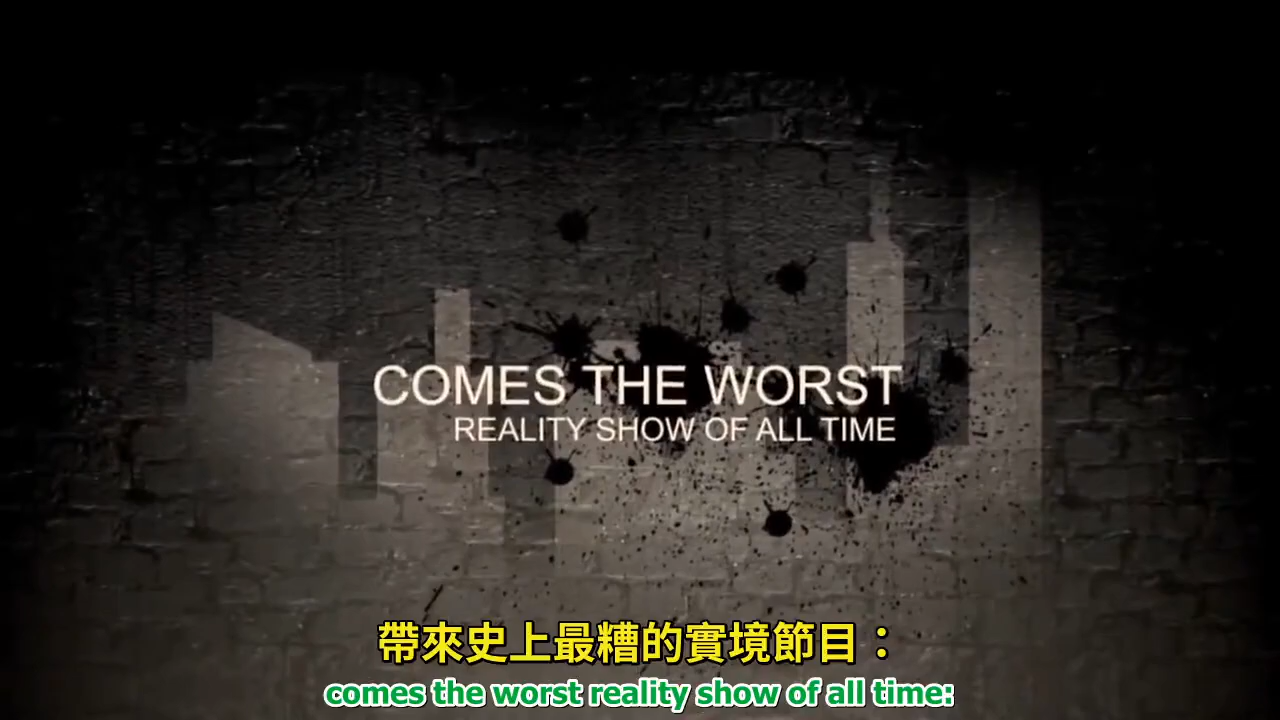 COMES THE WORST
REALITY SHOW OF ALL TIME
帶來史上最糟的實境節目：
comes the worst reality show of all time: